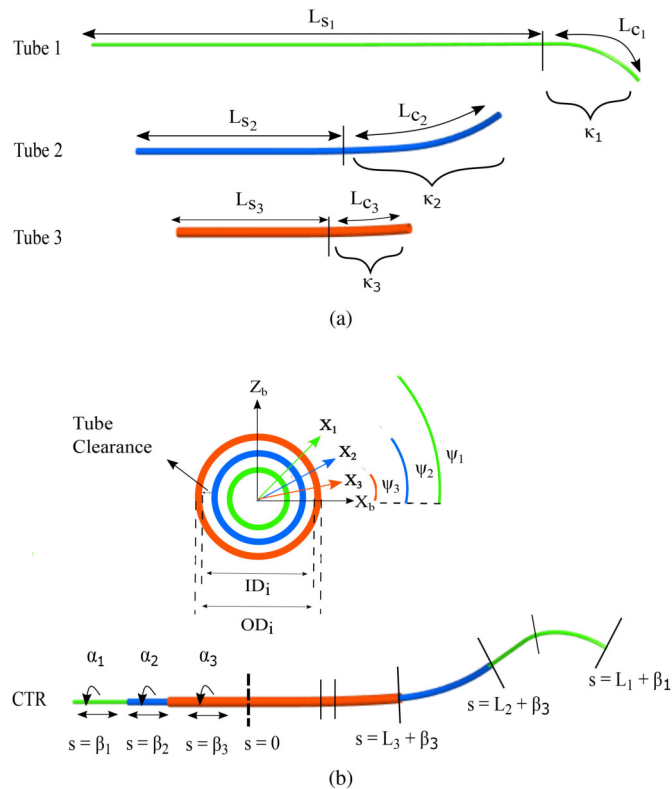 L_{s_1}
L_{c_1}
Tube 1
κ_1
L_{s_2}
L_{c_2}
Tube 2
κ_2
L_{s_3}
L_{c_3}
Tube 3
κ_3
(a)
Z_b
Tube
Clearance
X_1
X_2
X_3
X_b
ψ_3
ψ_2
ψ_1
ID_i
OD_i
α_1
α_2
α_3
CTR
s = β_1
s = β_2
s = β_3
s = 0
s = L_3 + β_3
s = L_2 + β_3
s = L_1 + β_1
(b)